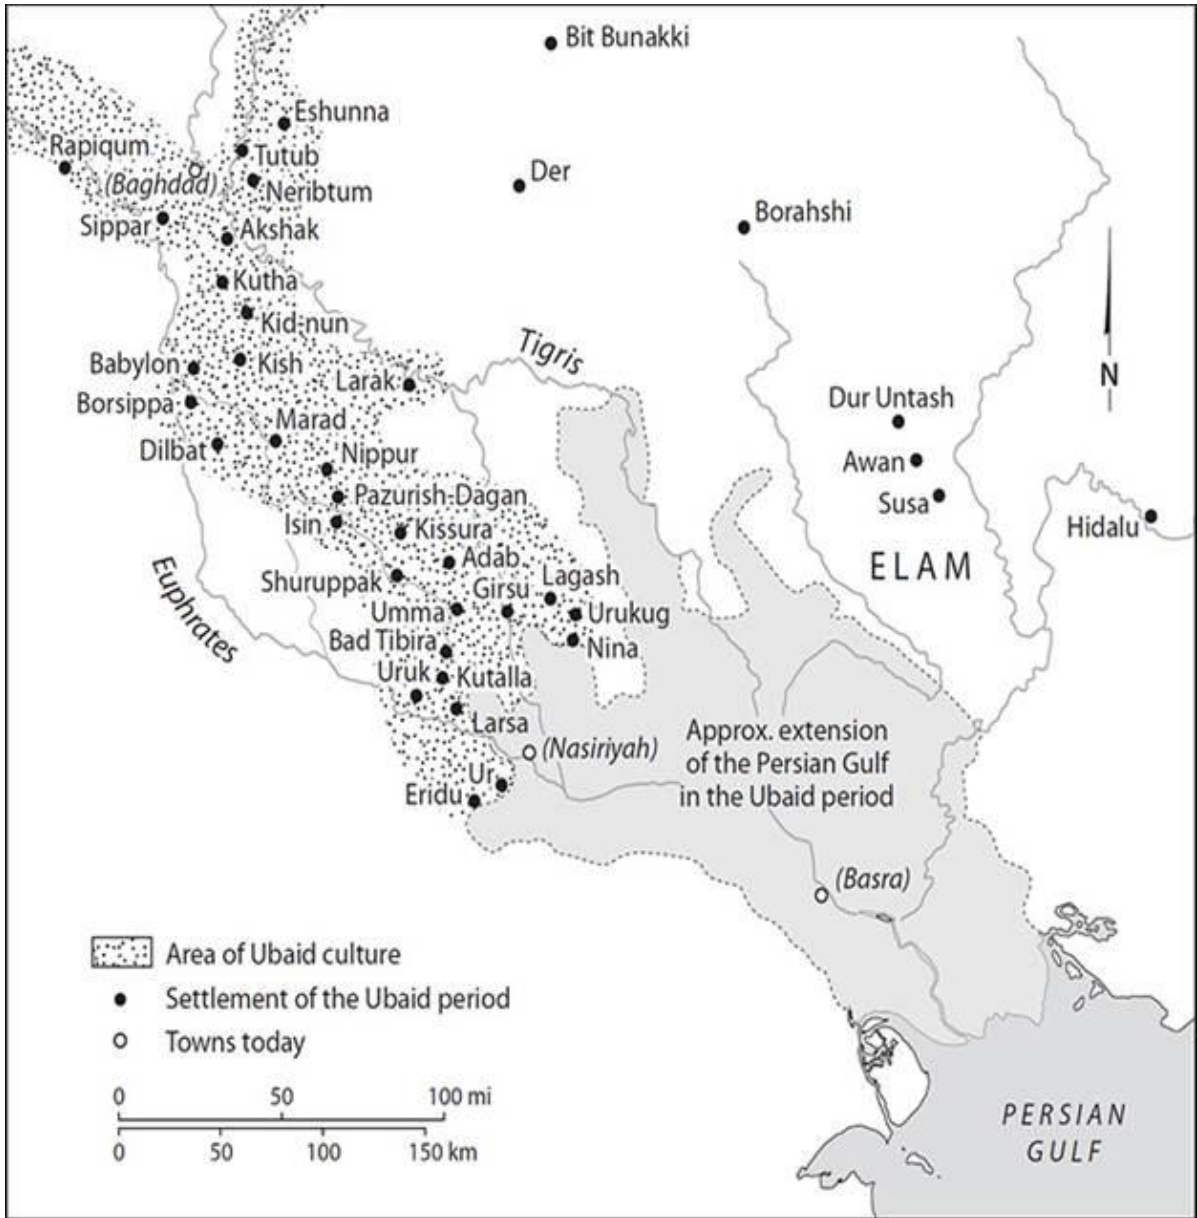 Bit Bunakki
Eshunna
Rapiqum
Tutub
(Baghdad)
Neribtum
Der
Sippar
Akshak
Borahshi
Kutha
Kid-nun
Tigris
Babylon
Kish
Larak
N
Borsippa
Marad
Dur Untash
Dilbat
Nippur
Awan
Pazurish-Dagan
Susa
Isin
Kissura
Hidalu
Adab
ELAM
Euphrates
Shuruppak
Girsu
Lagash
Umma
Urukug
Bad Tibira
Nina
Uruk
Kutalla
Larsa
(Nasiriyah)
Approx. extension
of the Persian Gulf
in the Ubaid period
Ur
Eridu
(Basra)
Area of Ubaid culture
Settlement of the Ubaid period
Towns today
0 50 100 mi
0 50 100 150 km
PERSIAN
GULF